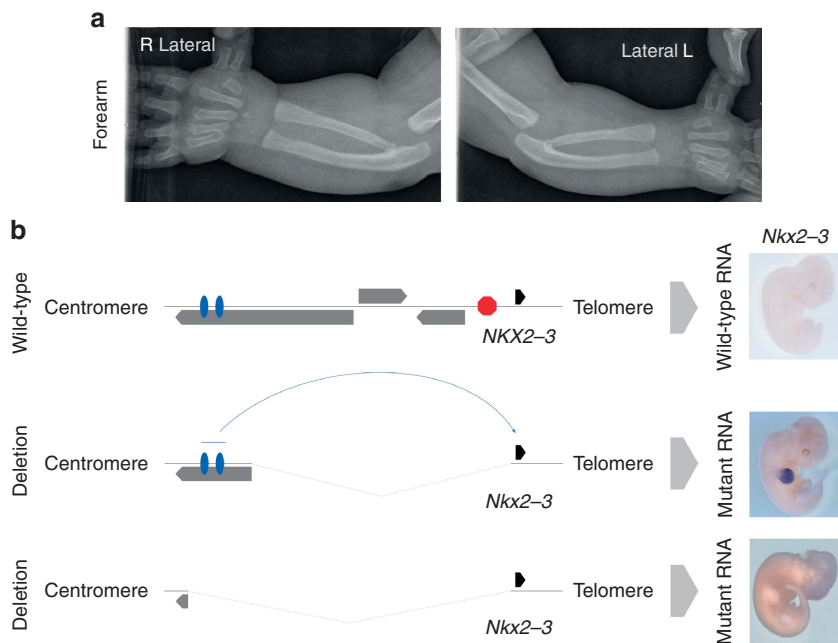 a
R Lateral
Lateral L
Forearm
b
Nkx2–3
Wild-type
Centromere
Telomere
NKX2–3
Wild-type RNA
Deletion
Centromere
Telomere
Nkx2–3
Mutant RNA
Deletion
Centromere
Telomere
Nkx2–3
Mutant RNA